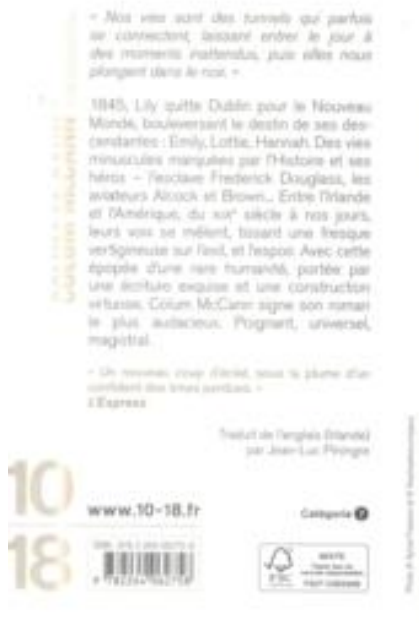 « Nos vies sont des tunnels qui parfois
se connectent, laissant entrer le jour à
des moments inattendus, puis elles nous
plongent dans le noir. »
1845, Lily quitte Dublin pour le Nouveau
Monde, bouleversant le destin de ses des-
cendantes : Emily, Lottie, Hannah. Des vies
minuscules marquées par l'Histoire et ses
héros – l'esclave Frederick Douglass, les
aviateurs Alcock et Brown... Entre l'Irlande
et l'Amérique, du XIXe siècle à nos jours,
leurs voix se mêlent, tissant une fresque
vertigineuse sur l'exil, et l'espoir. Avec cette
épopée d'une rare humanité, portée par
une écriture exquise et une construction
virtuose, Colum McCann signe son roman
le plus audacieux. Poignant, universel,
magistral.
« Un nouveau coup d'éclat, sous la plume d'un
confident des âmes perdues. »
L'Express
Traduit de l'anglais (Irlande)
par Jean-Luc Piningre
COLUM McCANN
10
18
www.10-18.fr
Catégorie 7
ISBN
FSC
MIXTE